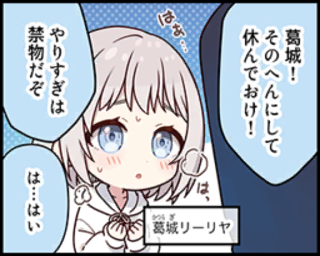 葛城！
そのへんにして
休んでおけ！
はぁ…
やりすぎは
禁物だぞ
は、
は…はい
かつらぎ
葛城リーリヤ